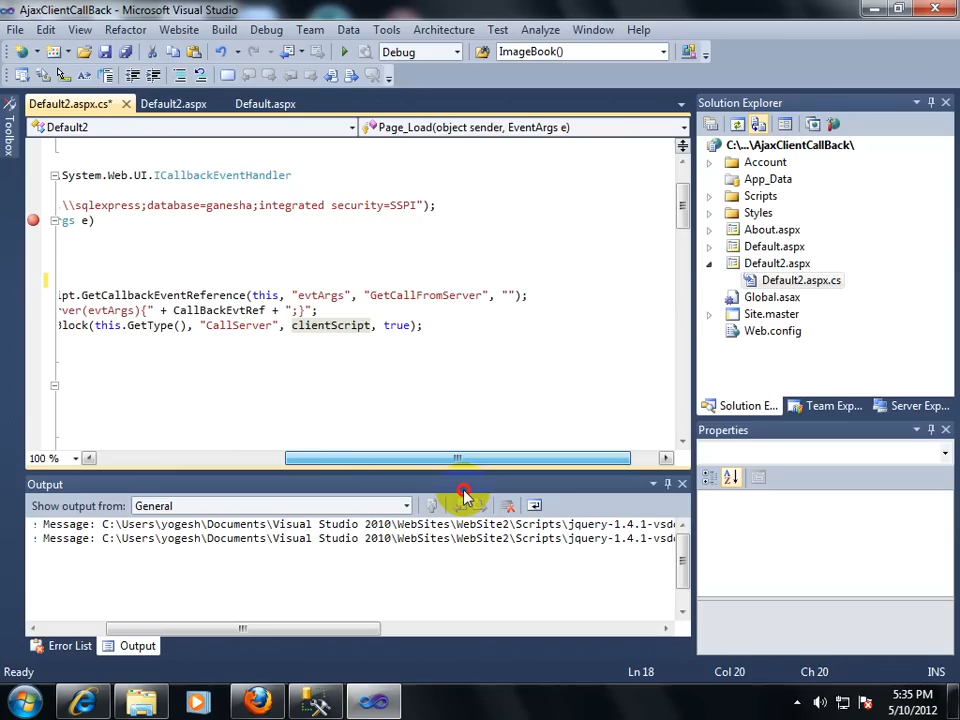 AjaxClientCallBack - Microsoft Visual Studio
File Edit View Refactor Website Build Debug Team Data Tools Architecture Test Analyze Window Help
Debug ImageBook()
Default2.aspx.cs* Default2.aspx Default.aspx
Default2 Page_Load(object sender, EventArgs e)
System.Web.UI.ICallbackEventHandler
\\sqlexpress;database=ganesha;integrated security=SSPI");
rgs e)
ipt.GetCallbackEventReference(this, "evtArgs", "GetCallFromServer", "");
rver(evtArgs){" + CallBackEvtRef + ";}";
Block(this.GetType(), "CallServer", clientScript, true);
100 %
Output
Show output from: General
: Message: C:\Users\yogesh\Documents\Visual Studio 2010\WebSites\WebSite2\Scripts\jquery-1.4.1-vsd
: Message: C:\Users\yogesh\Documents\Visual Studio 2010\WebSites\WebSite2\Scripts\jquery-1.4.1-vsd
Error List Output
Toolbox
Solution Explorer
C:\...\AjaxClientCallBack\
Account
App_Data
Scripts
Styles
About.aspx
Default.aspx
Default2.aspx
Default2.aspx.cs
Global.asax
Site.master
Web.config
Solution E... Team Exp... Server Exp...
Properties
Ready Ln 18 Col 20 Ch 20 INS
5:35 PM
5/10/2012